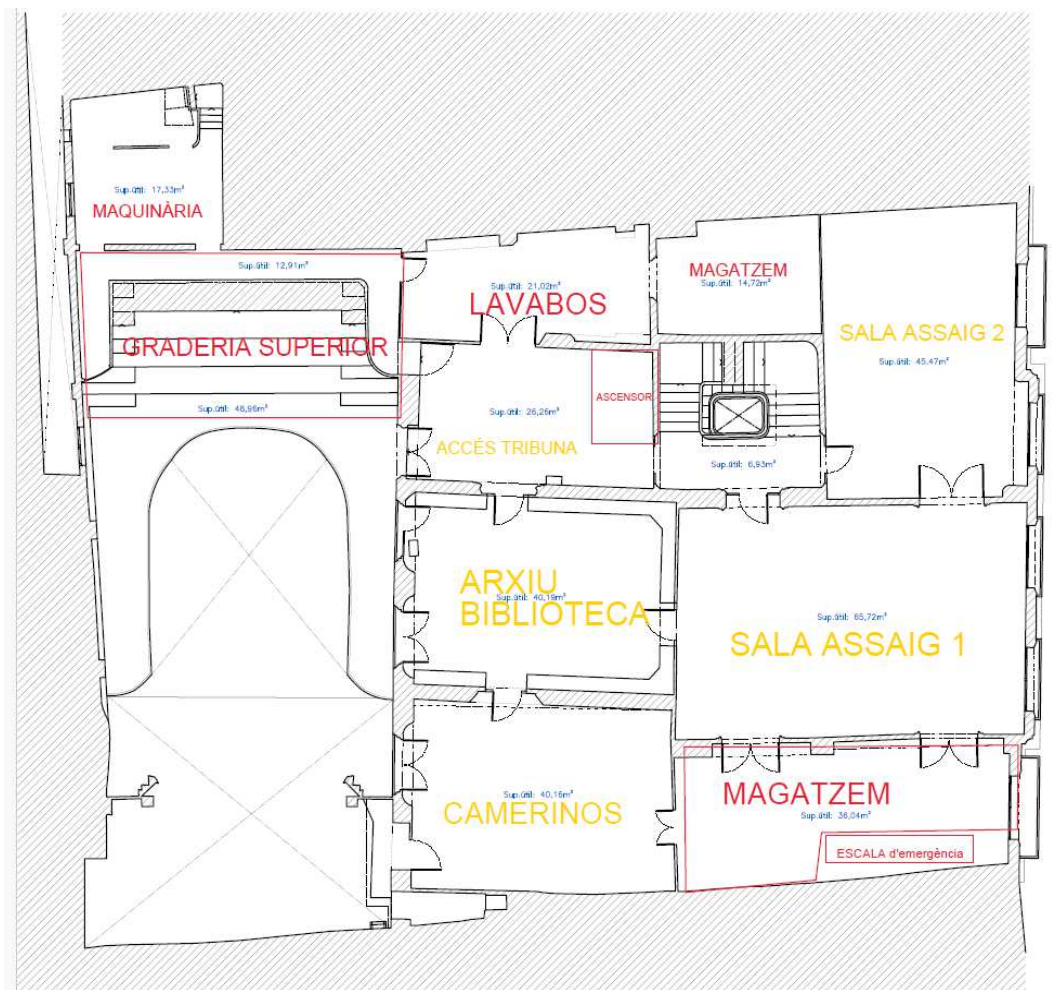 Sup.útil: 17,33m²
MAQUINÀRIA
Sup.útil: 12,91m²
GRADERIA SUPERIOR
Sup.útil: 48,96m²
Sup.útil: 21,02m²
LAVABOS
MAGATZEM
Sup.útil: 14,72m²
SALA ASSAIG 2
Sup.útil: 45,47m²
ASCENSOR
Sup.útil: 26,26m²
ACCÉS TRIBUNA
Sup.útil: 6,93m²
ARXIU
Sup.útil: 40,19m²
BIBLIOTECA
Sup.útil: 65,72m²
SALA ASSAIG 1
Sup.útil: 40,16m²
CAMERINOS
MAGATZEM
Sup.útil: 36,04m²
ESCALA d'emergència